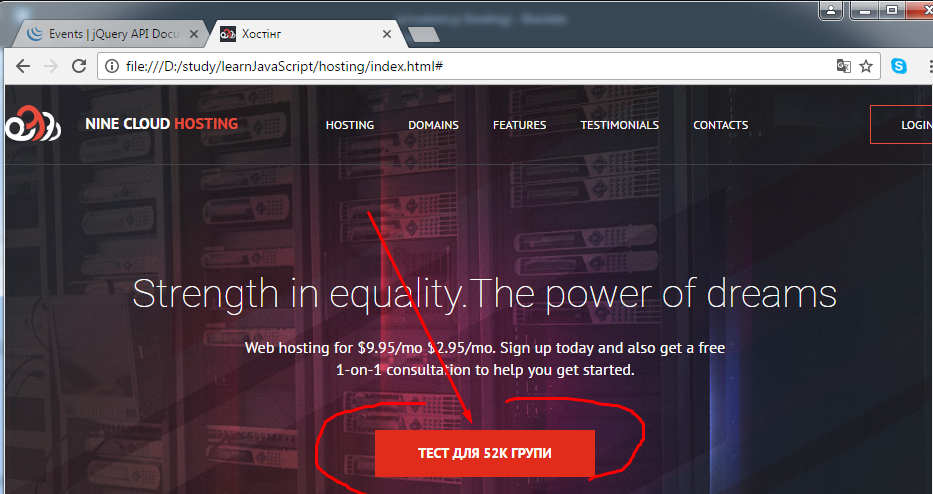 Events | jQuery API Docu
Хостінг
file:///D:/study/learnJavaScript/hosting/index.html#
NINE CLOUD HOSTING
HOSTING
DOMAINS
FEATURES
TESTIMONIALS
CONTACTS
LOGIN
Strength in equality.The power of dreams
Web hosting for $9.95/mo $2.95/mo. Sign up today and also get a free
1-on-1 consultation to help you get started.
ТЕСТ ДЛЯ 52К ГРУПИ